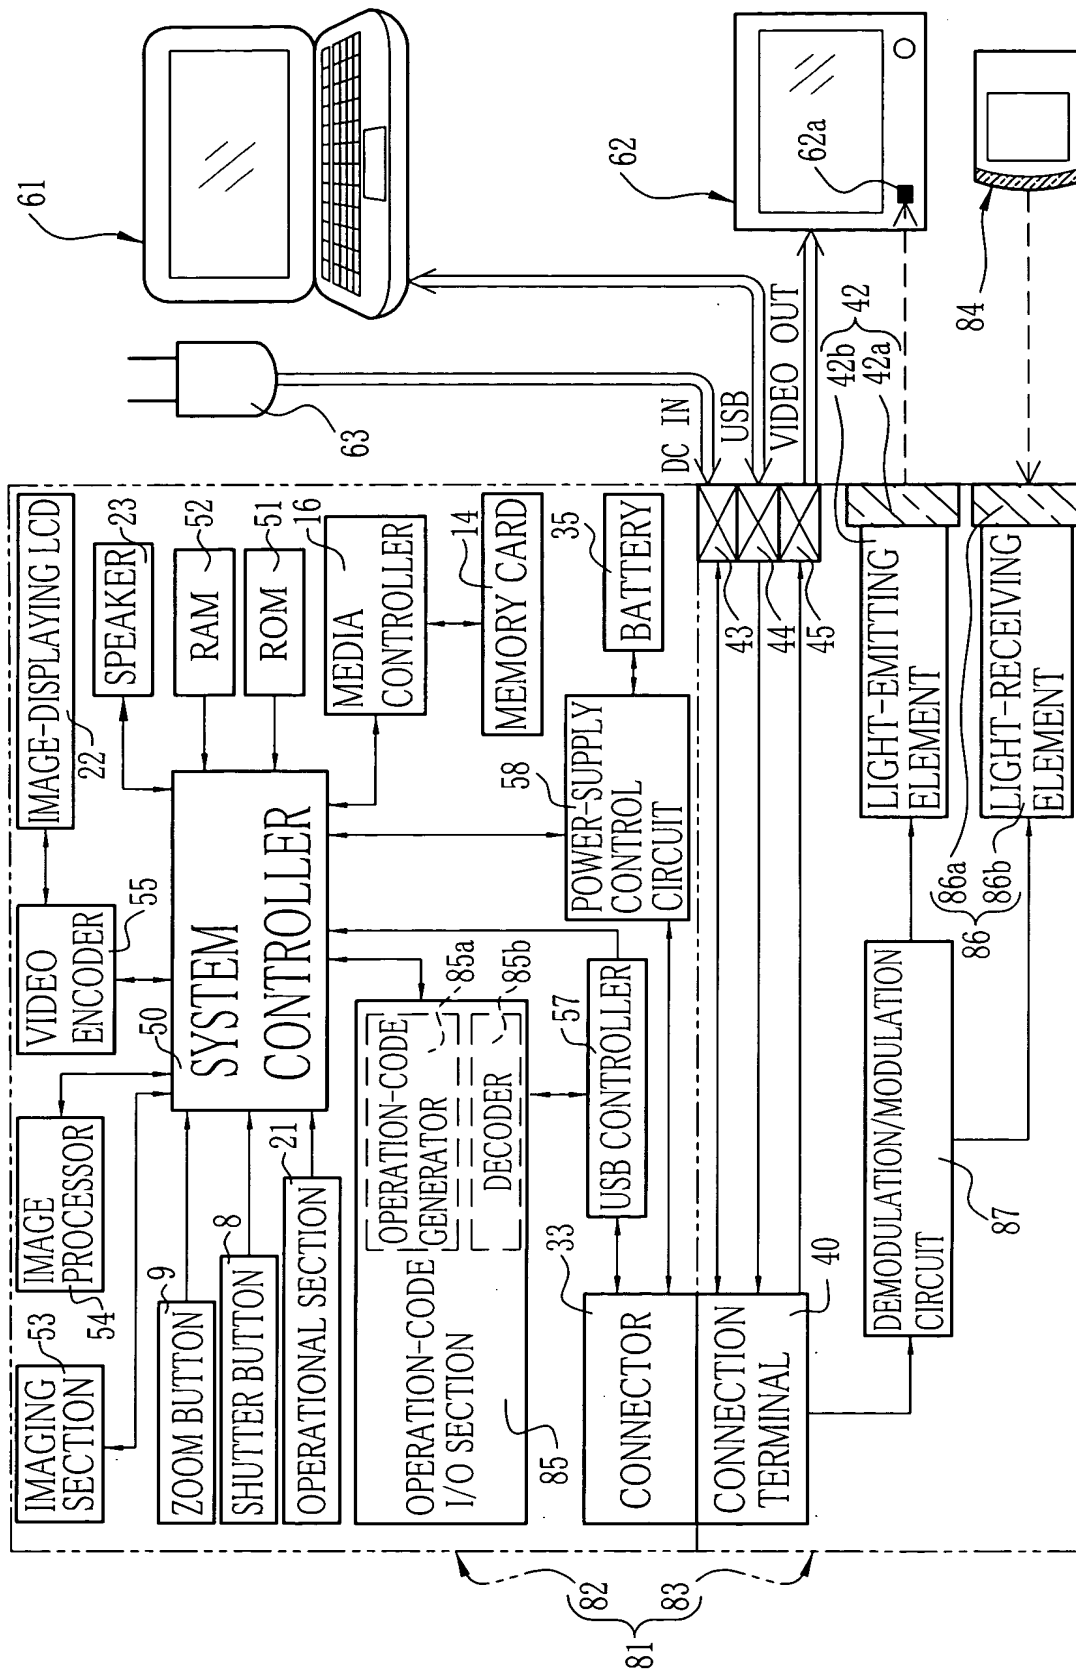 IMAGING
SECTION
53
IMAGE
PROCESSOR
54
VIDEO
ENCODER
55
IMAGE-DISPLAYING LCD
22
SPEAKER
23
RAM
52
ROM
51
ZOOM BUTTON
9
SHUTTER BUTTON
8
OPERATIONAL SECTION
21
50
SYSTEM
CONTROLLER
MEDIA
CONTROLLER
16
MEMORY CARD
14
OPERATION-CODE
I/O SECTION
85
OPERATION-CODE
GENERATOR
85a
DECODER
85b
USB CONTROLLER
57
POWER-SUPPLY
CONTROL
CIRCUIT
58
BATTERY
35
CONNECTOR
33
CONNECTION
TERMINAL
40
43
44
45
DC IN
USB
VIDEO OUT
61
63
62
62a
84
DEMODULATION/MODULATION
CIRCUIT
87
LIGHT-EMITTING
ELEMENT
42b
42a
42
LIGHT-RECEIVING
ELEMENT
86a
86b
86
82
83
81